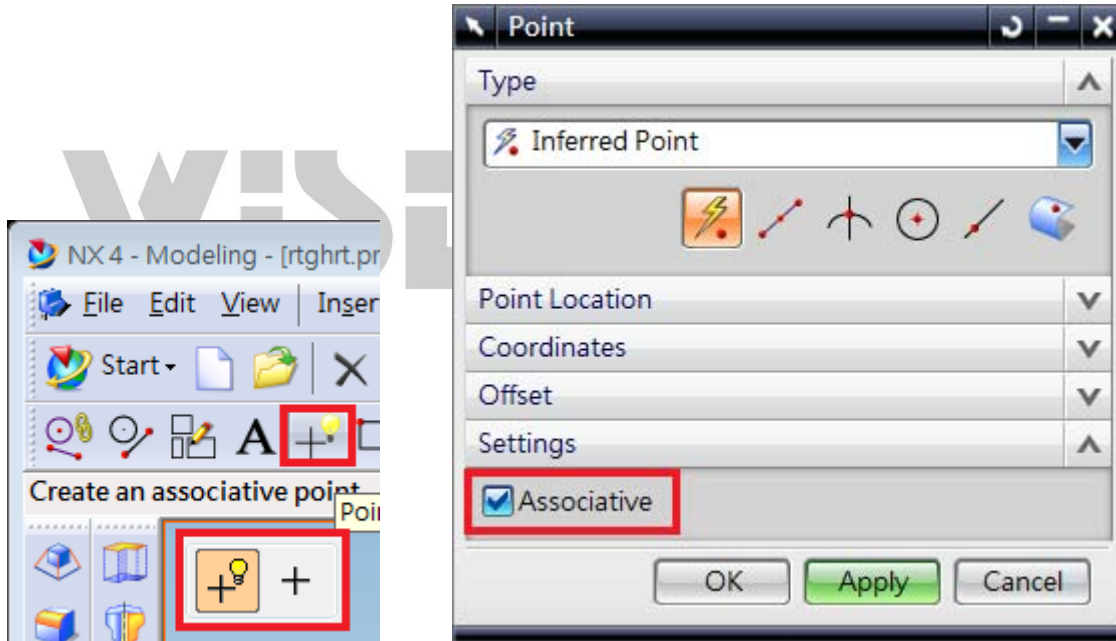 NX 4 - Modeling - [rtghrt.pr
File Edit View Insert
Start
A
Create an associative point
Poi
Point
Type
Inferred Point
Point Location
Coordinates
Offset
Settings
Associative
OK Apply Cancel